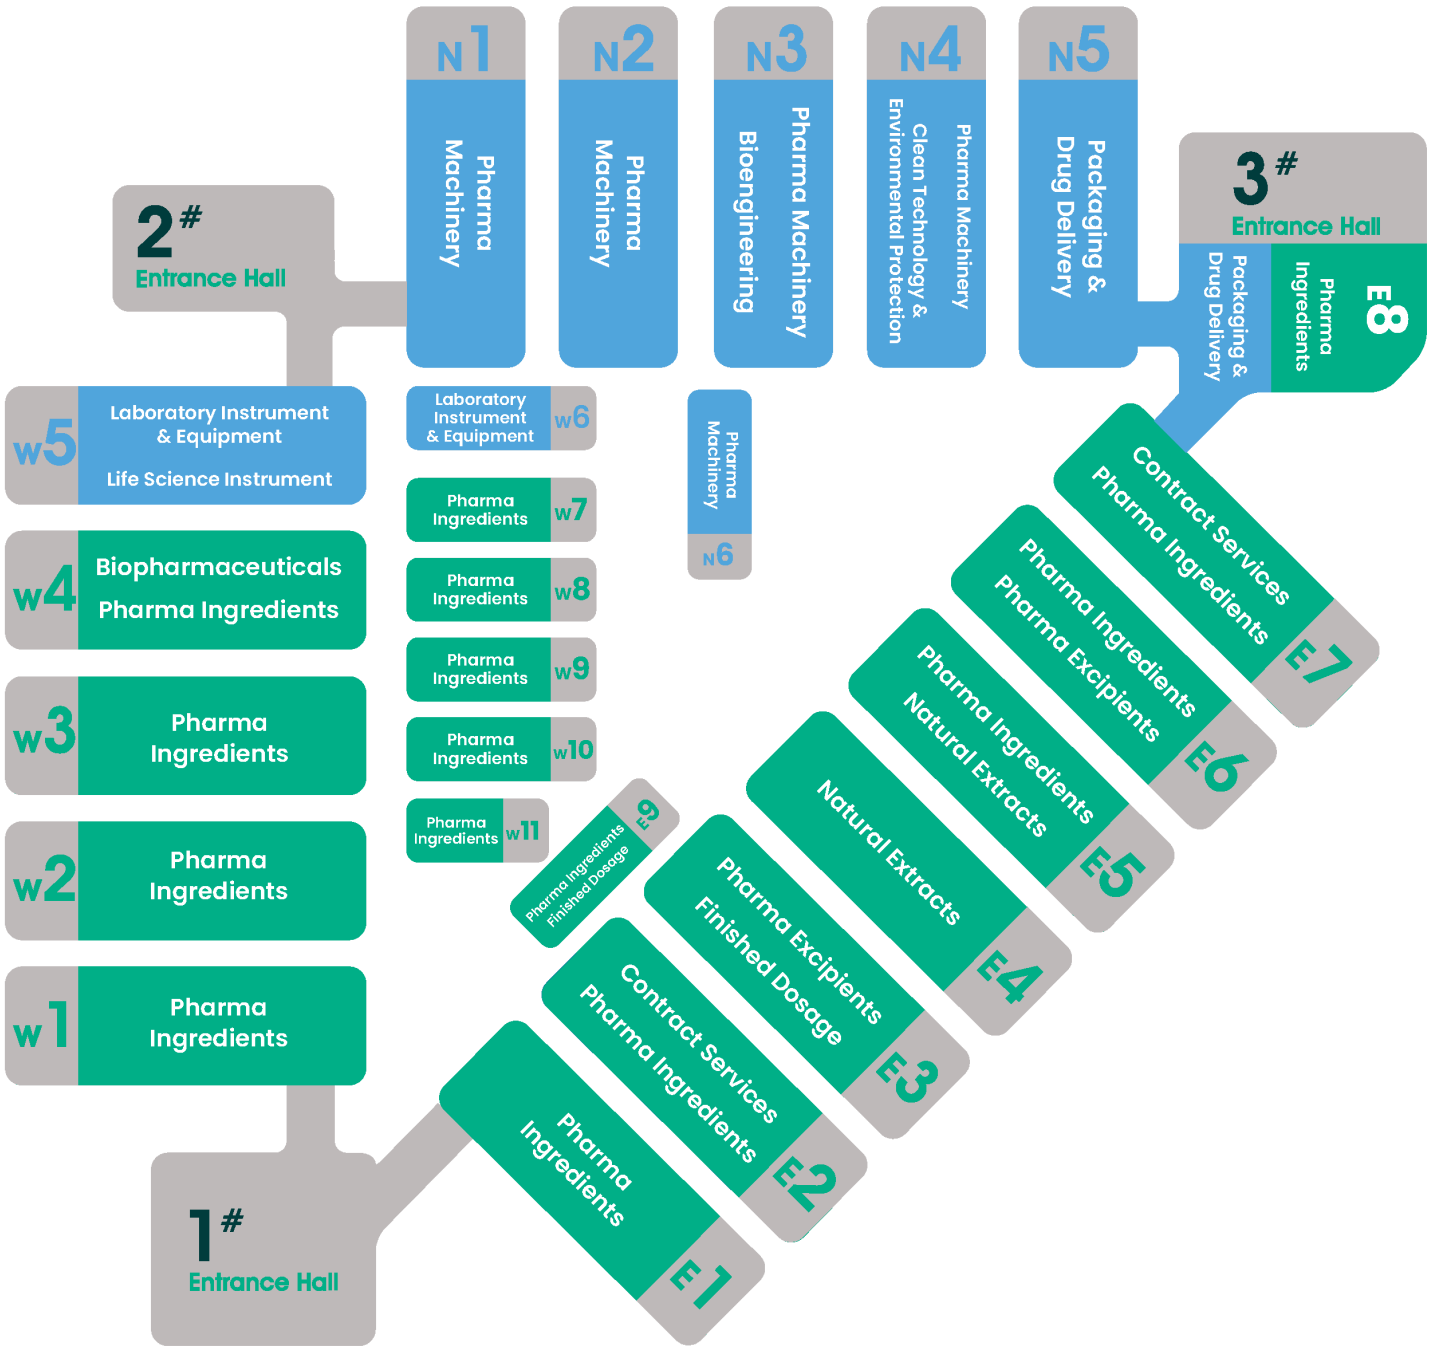 N1
Pharma
Machinery
N2
Pharma
Machinery
N3
Pharma Machinery
Bioengineering
N4
Pharma Machinery
Clean Technology &
Environmental Protection
N5
Packaging &
Drug Delivery
3#
Entrance Hall
Packaging &
Drug Delivery
E8
Pharma
Ingredients
2#
Entrance Hall
W5
Laboratory Instrument
& Equipment
Life Science Instrument
W6
Laboratory
Instrument
& Equipment
N6
Pharma
Machinery
W4
Biopharmaceuticals
Pharma Ingredients
W7
Pharma
Ingredients
W8
Pharma
Ingredients
W3
Pharma
Ingredients
W9
Pharma
Ingredients
W10
Pharma
Ingredients
W11
Pharma
Ingredients
W2
Pharma
Ingredients
W1
Pharma
Ingredients
E9
Pharma Ingredients
Finished Dosage
E7
Contract Services
Pharma Ingredients
E6
Pharma Ingredients
Pharma Excipients
E5
Pharma Ingredients
Natural Extracts
E4
Natural Extracts
E3
Pharma Excipients
Finished Dosage
E2
Contract Services
Pharma Ingredients
E1
Pharma
Ingredients
1#
Entrance Hall